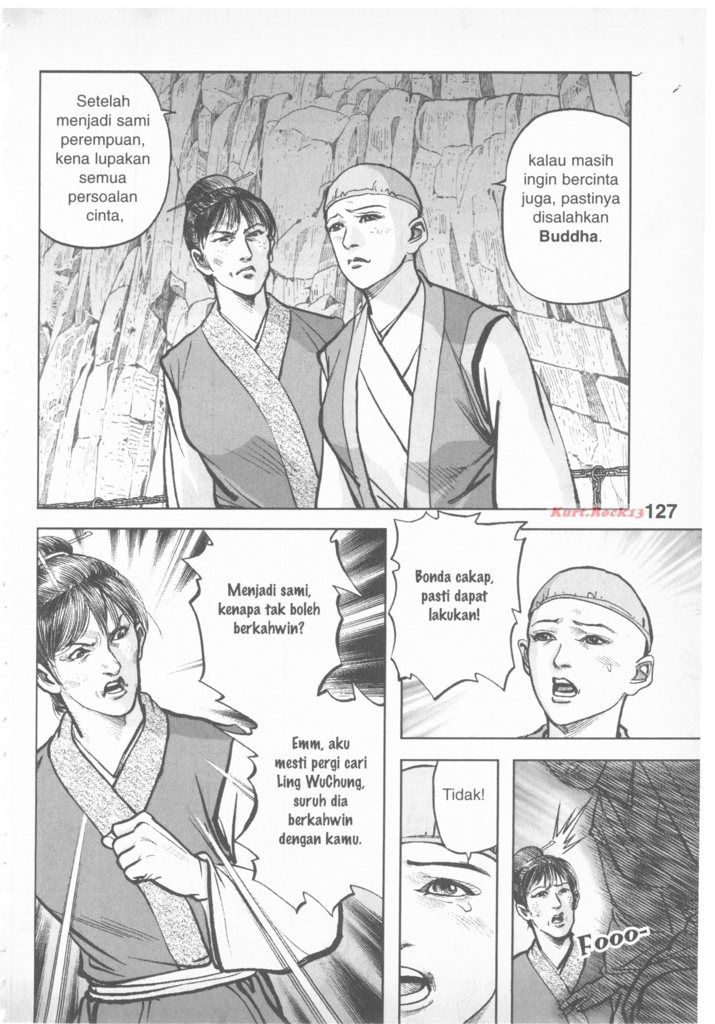 Setelah
menjadi sami
perempuan,
kena lupakan
semua
persoalan
cinta,
kalau masih
ingin bercinta
juga, pastinya
disalahkan
Buddha.
Kurt.Rock13
127
Menjadi sami,
kenapa tak boleh
berkahwin?
Emm, aku
mesti pergi cari
Ling WuChung,
suruh dia
berkahwin
dengan kamu.
Bonda cakap,
pasti dapat
lakukan!
Tidak!
Fooo-